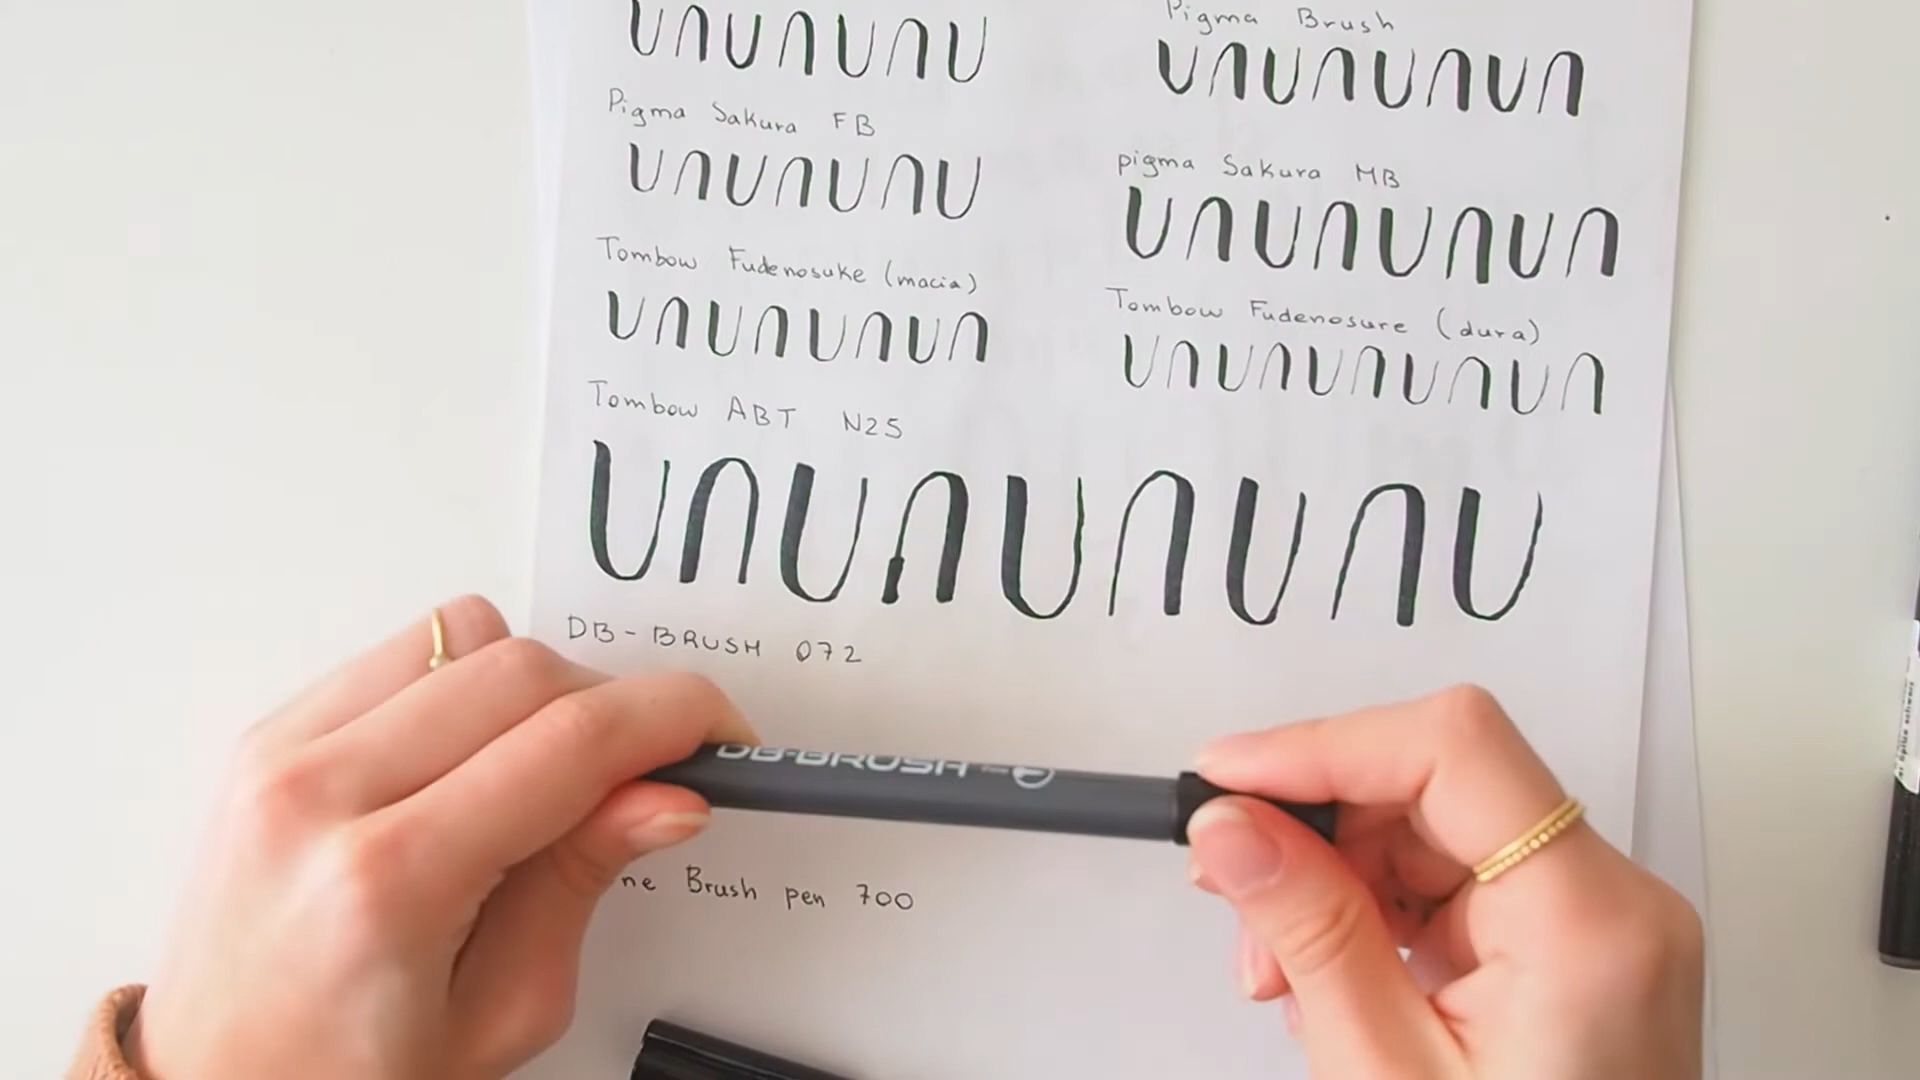 Pigma Brush
Pigma Sakura FB
pigma Sakura MB
Tombow Fudenosuke (macia)
Tombow Fudenosure (dura)
Tombow ABT N25
DB-BRUSH 072
DB-BRUSH
ne Brush pen 700